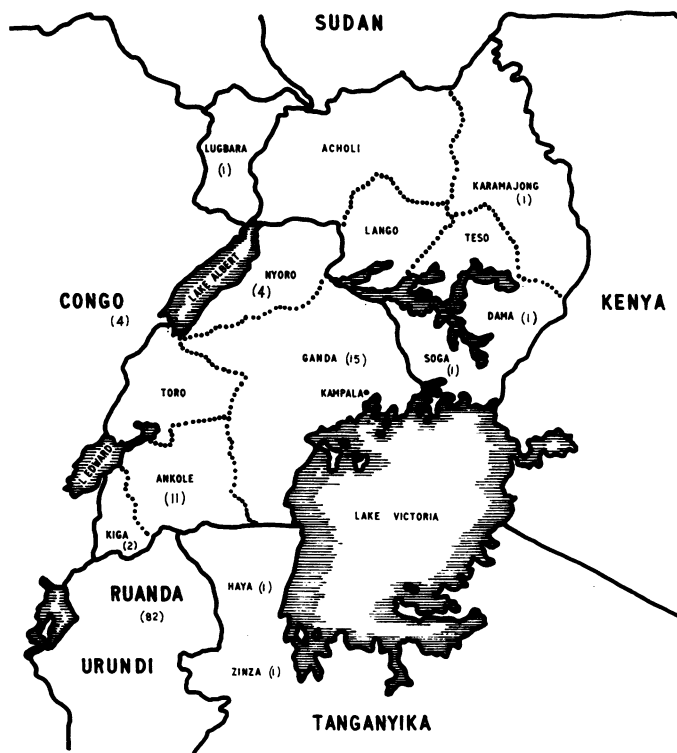 SUDAN
LUGBARA
(1)
ACHOLI
KARAMAJONG
(1)
LANGO
TESO
LAKE ALBERT
NYORO
(4)
CONGO
(4)
KENYA
DAMA (1)
GANDA (15)
SOGA
(1)
TORO
KAMPALA
L. EDWARD
ANKOLE
(11)
LAKE VICTORIA
KIGA
(2)
RUANDA
(82)
HAYA (1)
URUNDI
ZINZA (1)
TANGANYIKA